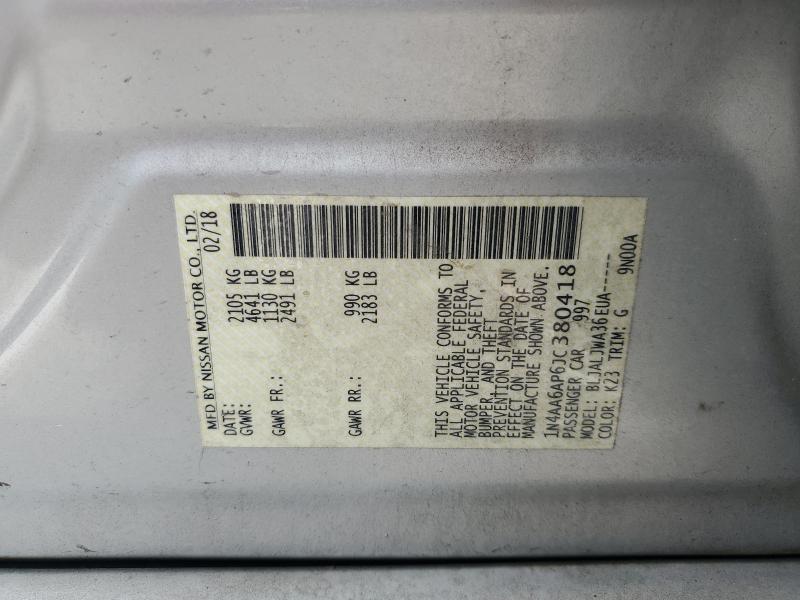 MFD BY NISSAN MOTOR CO., LTD.
DATE: 02/18
GVWR: 2105 KG
4641 LB
GAWR FR.: 1130 KG
2491 LB
GAWR RR.: 990 KG
2183 LB
THIS VEHICLE CONFORMS TO
ALL APPLICABLE FEDERAL
MOTOR VEHICLE SAFETY,
BUMPER, AND THEFT
PREVENTION STANDARDS IN
EFFECT ON THE DATE OF
MANUFACTURE SHOWN ABOVE.
1N4AA6AP6JC380418
PASSENGER CAR 997
MODEL: BLJALJWA36EUA-----
COLOR: K23 TRIM: G 9N00A